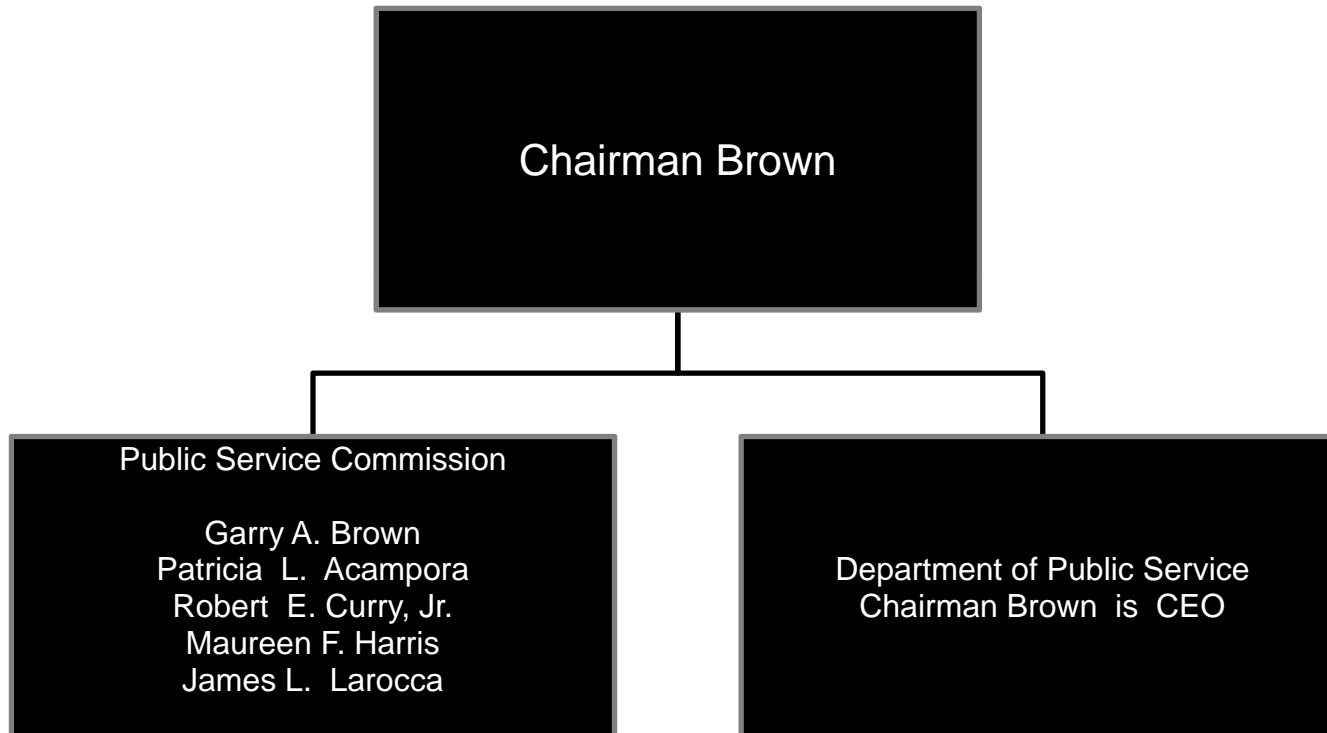 Chairman Brown
Public Service Commission
Garry A. Brown
Patricia L. Acampora
Robert E. Curry, Jr.
Maureen F. Harris
James L. Larocca
Department of Public Service
Chairman Brown is CEO